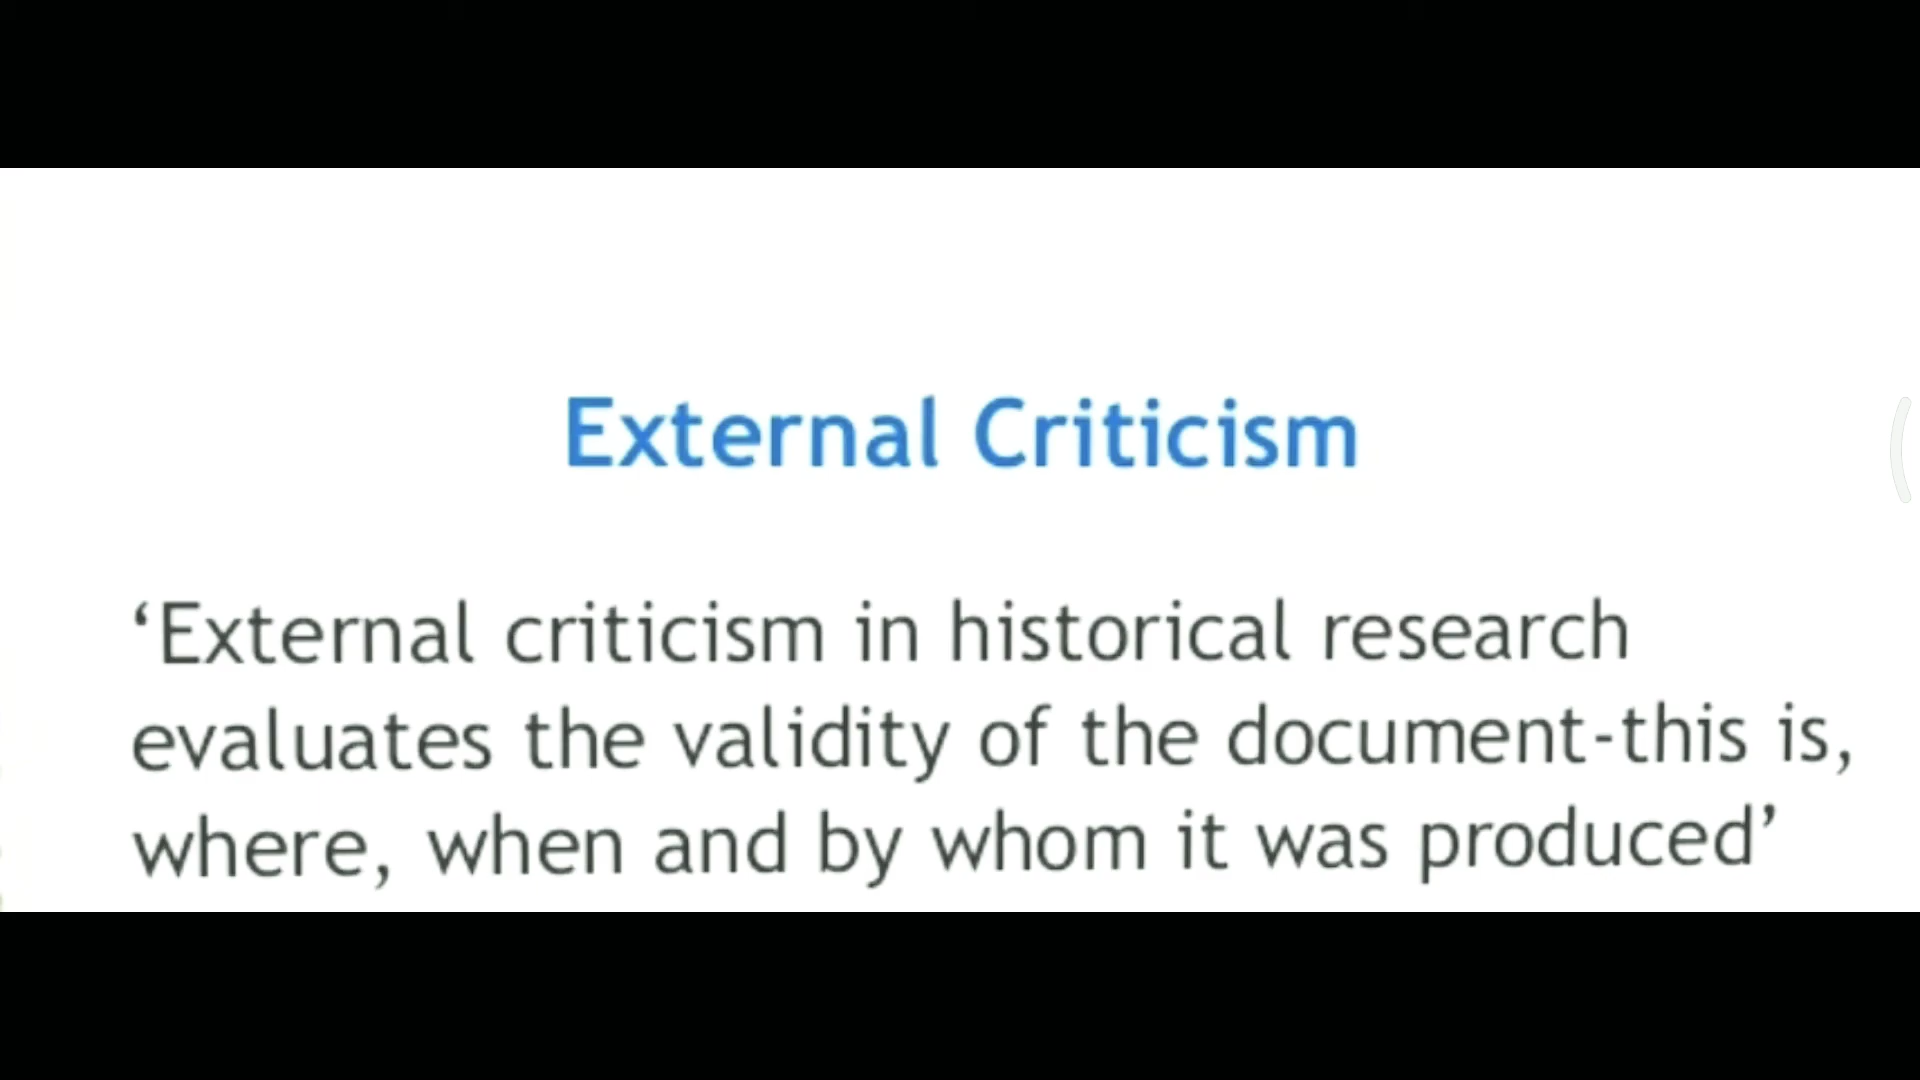 External Criticism
‘External criticism in historical research
evaluates the validity of the document-this is,
where, when and by whom it was produced’